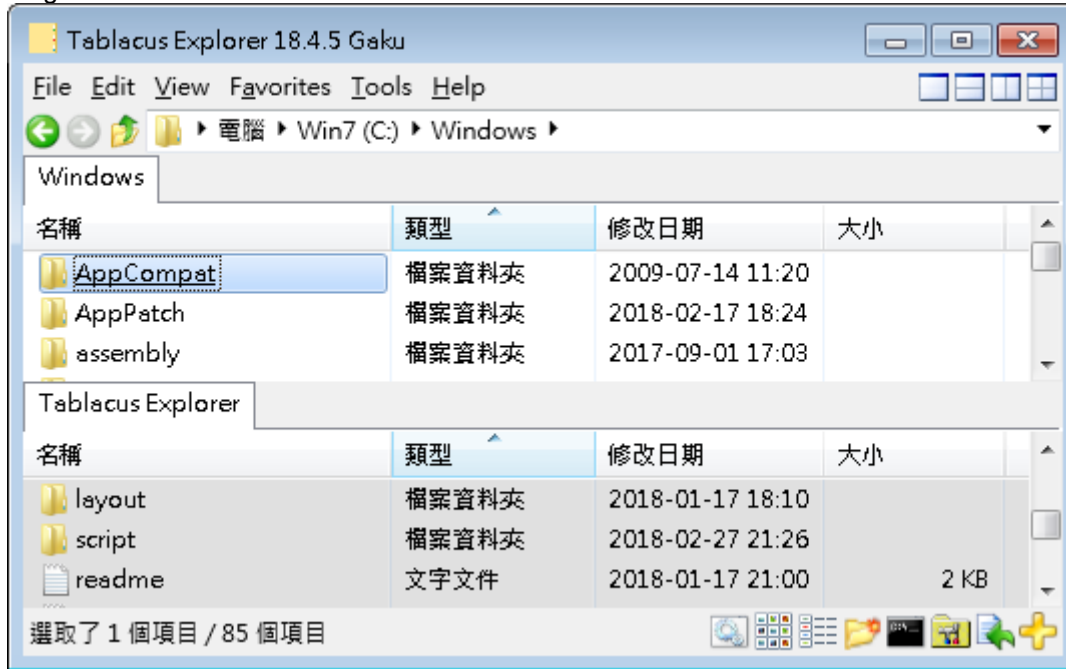 Tablacus Explorer 18.4.5 Gaku
File Edit View Favorites Tools Help
電腦 Win7 (C:) Windows
Windows
名稱 類型 修改日期 大小
AppCompat 檔案資料夾 2009-07-14 11:20
AppPatch 檔案資料夾 2018-02-17 18:24
assembly 檔案資料夾 2017-09-01 17:03
Tablacus Explorer
名稱 類型 修改日期 大小
layout 檔案資料夾 2018-01-17 18:10
script 檔案資料夾 2018-02-27 21:26
readme 文字文件 2018-01-17 21:00 2 KB
選取了 1 個項目 / 85 個項目